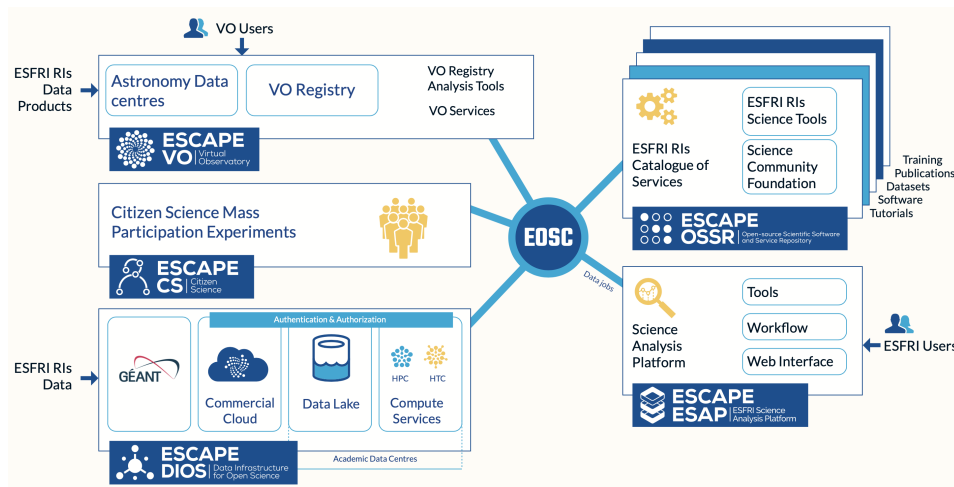 VO Users
ESFRI RIs
Data
Products
Astronomy Data
centres
VO Registry
VO Registry
Analysis Tools
VO Services
ESCAPE
VO
Virtual
Observatory
Citizen Science Mass
Participation Experiments
ESCAPE
CS
Citizen
Science
ESFRI RIs
Data
Authentication & Authorization
GÉANT
Commercial
Cloud
Data Lake
HPC
HTC
Compute
Services
Academic Data Centres
ESCAPE
DIOS
Data Infrastructure
for Open Science
EOSC
Data jobs
ESFRI RIs
Catalogue of
Services
ESFRI RIs
Science Tools
Science
Community
Foundation
Training
Publications
Datasets
Software
Tutorials
ESCAPE
OSSR
Open-source Scientific Software
and Service Repository
Science
Analysis
Platform
Tools
Workflow
Web Interface
ESFRI Users
ESCAPE
ESAP
ESFRI Science
Analysis Platform